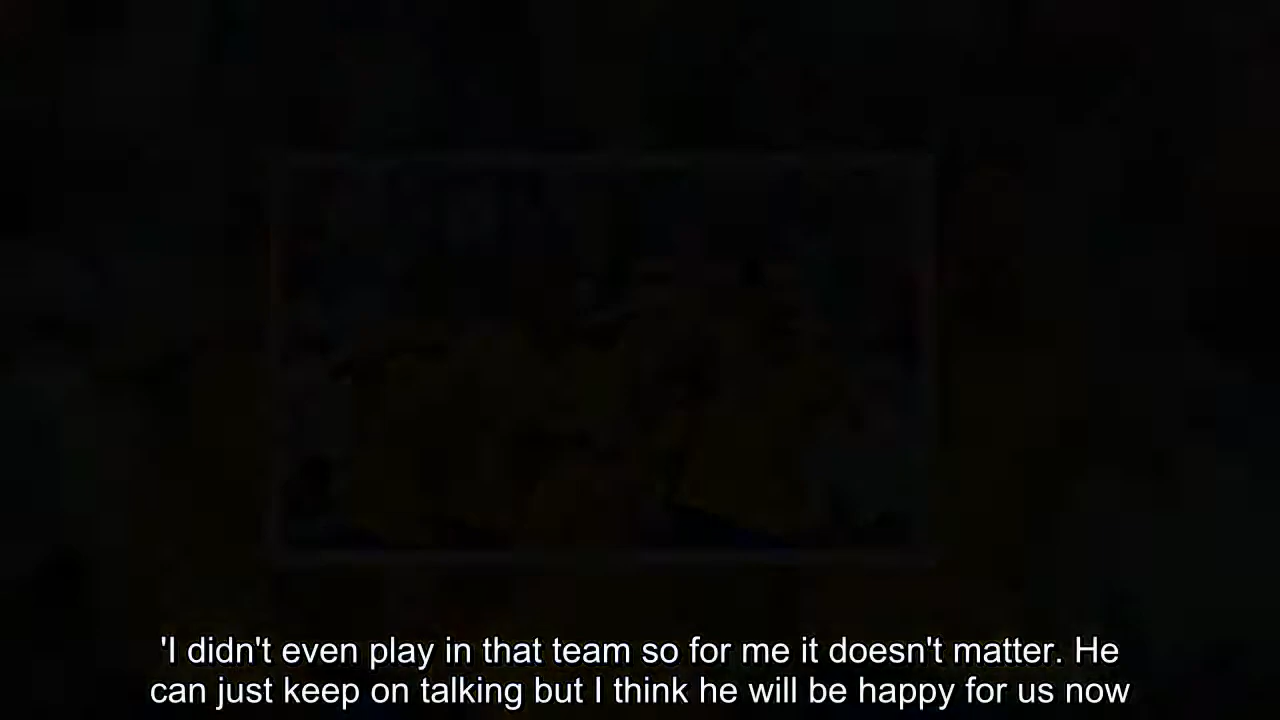 'I didn't even play in that team so for me it doesn't matter. He
can just keep on talking but I think he will be happy for us now